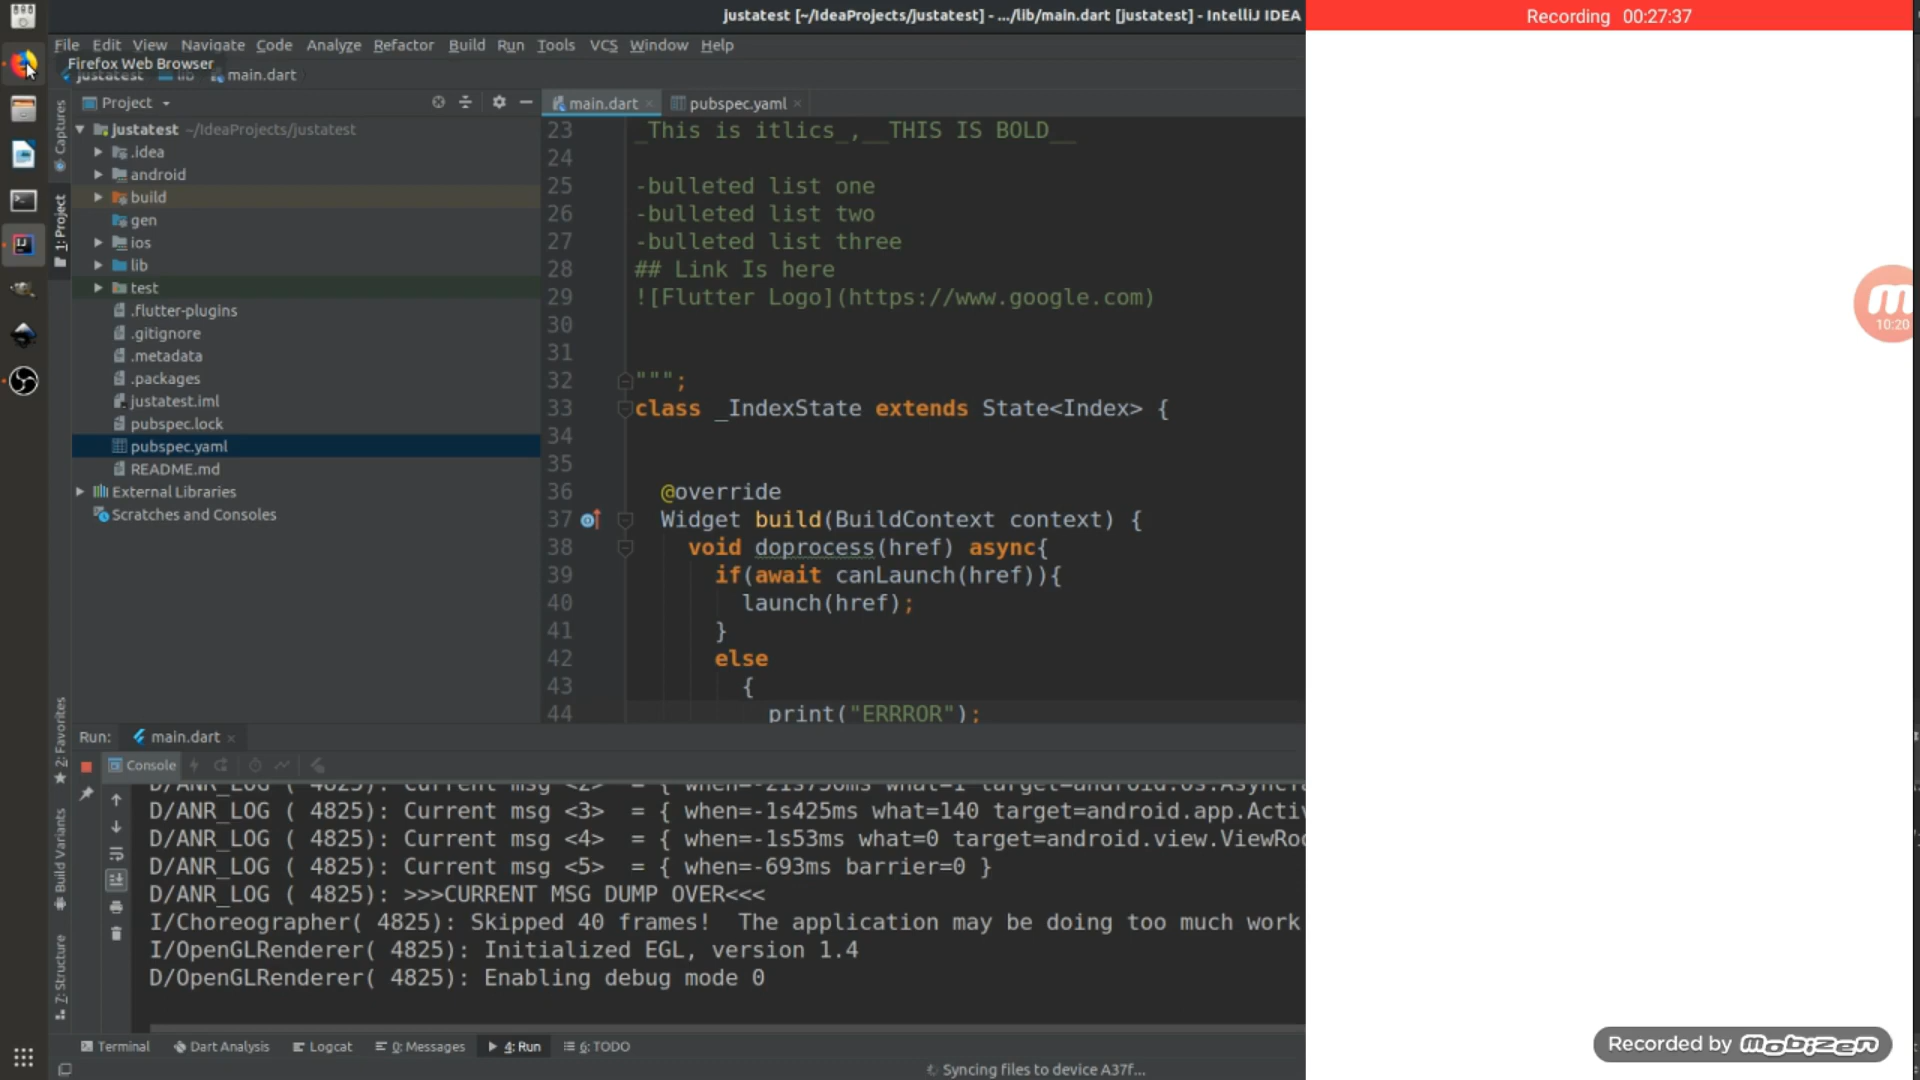 justatest [~/IdeaProjects/justatest] - .../lib/main.dart [justatest] - IntelliJ IDEA
Recording 00:27:37
File Edit View Navigate Code Analyze Refactor Build Run Tools VCS Window Help
Firefox Web Browser
justatest lib main.dart
Project
main.dart
pubspec.yaml
Captures
1: Project
justatest ~/IdeaProjects/justatest
.idea
android
build
gen
ios
lib
test
.flutter-plugins
.gitignore
.metadata
.packages
justatest.iml
pubspec.lock
pubspec.yaml
README.md
External Libraries
Scratches and Consoles
23 _This is itlics_,__THIS IS BOLD__
24
25 -bulleted list one
26 -bulleted list two
27 -bulleted list three
28 ## Link Is here
29 ![Flutter Logo](https://www.google.com)
30
31
32 """;
33 class _IndexState extends State<Index> {
34
35
36 @override
37 Widget build(BuildContext context) {
38 void doprocess(href) async{
39 if(await canLaunch(href)){
40 launch(href);
41 }
42 else
43 {
44 print("ERRROR");
10:20
2: Favorites
Build Variants
7: Structure
Run: main.dart
Console
D/ANR_LOG ( 4825): Current msg <2> = { when=-21s756ms what=1 target=android.os.AsyncTa
D/ANR_LOG ( 4825): Current msg <3> = { when=-1s425ms what=140 target=android.app.Activ
D/ANR_LOG ( 4825): Current msg <4> = { when=-1s53ms what=0 target=android.view.ViewRoo
D/ANR_LOG ( 4825): Current msg <5> = { when=-693ms barrier=0 }
D/ANR_LOG ( 4825): >>>CURRENT MSG DUMP OVER<<<
I/Choreographer( 4825): Skipped 40 frames! The application may be doing too much work
I/OpenGLRenderer( 4825): Initialized EGL, version 1.4
D/OpenGLRenderer( 4825): Enabling debug mode 0
Terminal Dart Analysis Logcat 0: Messages 4: Run 6: TODO
Syncing files to device A37f...
Recorded by mobizen